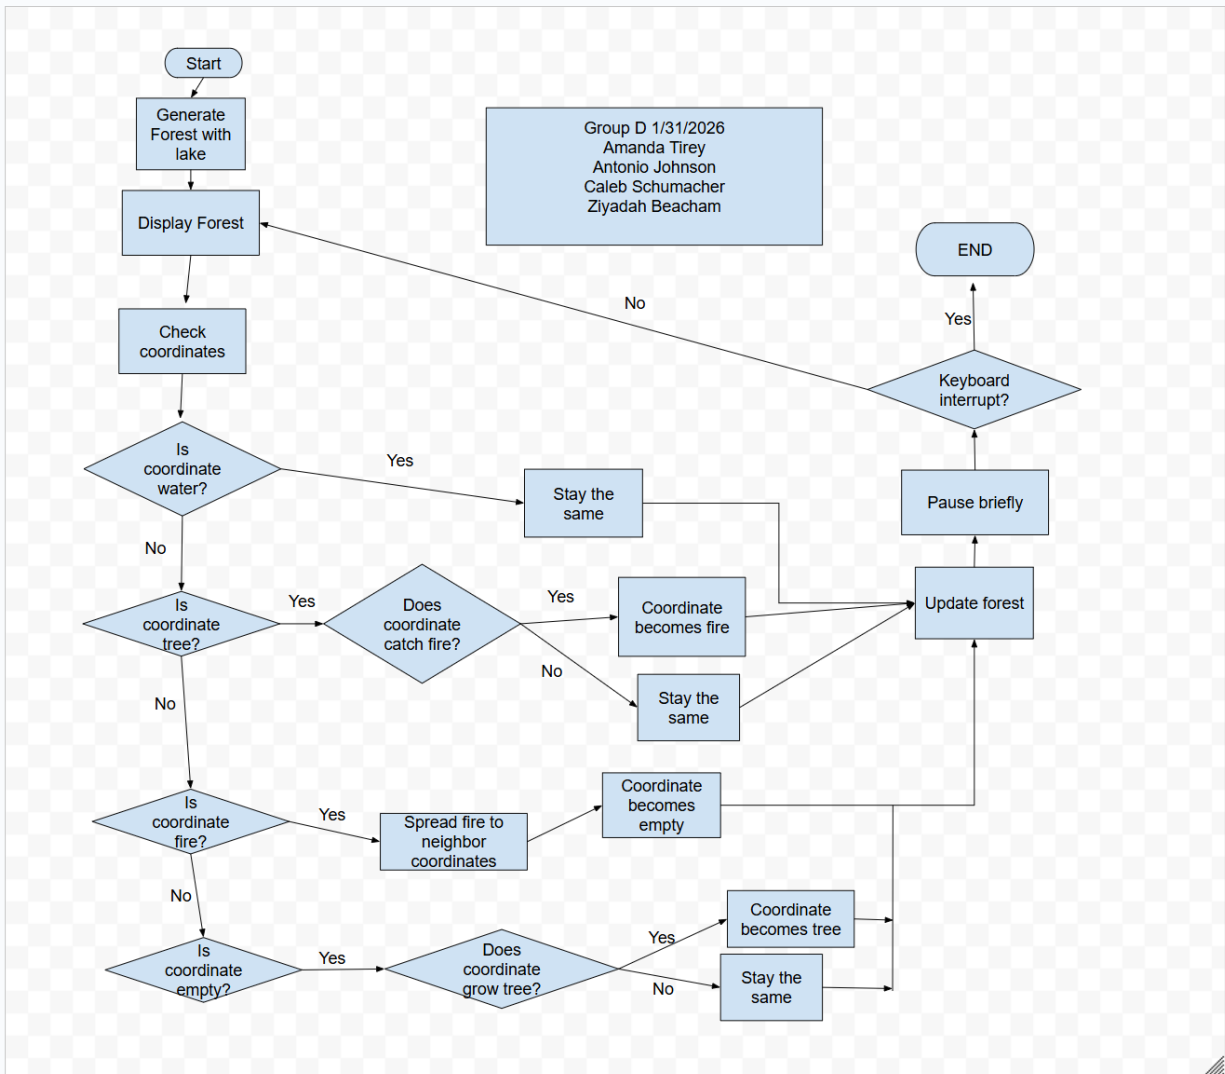 Start
Generate
Forest with
lake
Group D 1/31/2026
Amanda Tirey
Antonio Johnson
Caleb Schumacher
Ziyadah Beacham
Display Forest
END
No
Yes
Check
coordinates
Keyboard
interrupt?
Is
coordinate
water?
Yes
Stay the
same
Pause briefly
No
Is
coordinate
tree?
Yes
Does
coordinate
catch fire?
Yes
Coordinate
becomes fire
Update forest
No
Stay the
same
No
Is
coordinate
fire?
Yes
Spread fire to
neighbor
coordinates
Coordinate
becomes
empty
No
Is
coordinate
empty?
Yes
Does
coordinate
grow tree?
Yes
Coordinate
becomes tree
No
Stay the
same